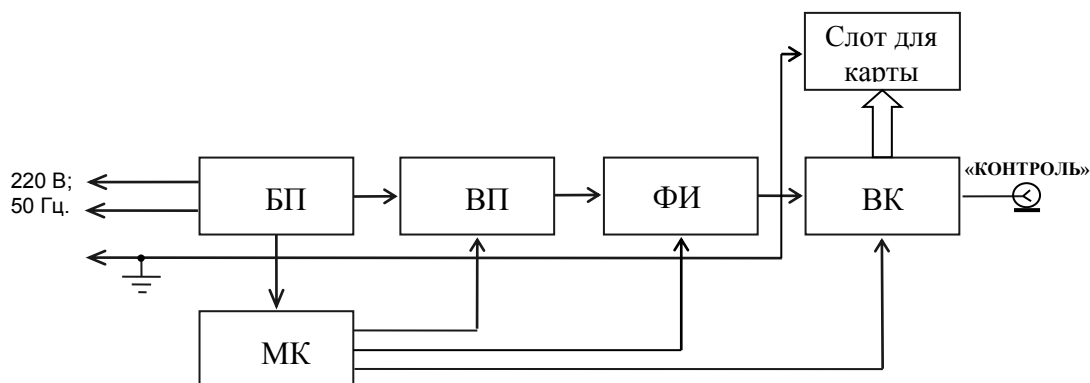 Слот для
карты
«КОНТРОЛЬ»
220 В;
50 Гц.
БП
ВП
ФИ
ВК
МК